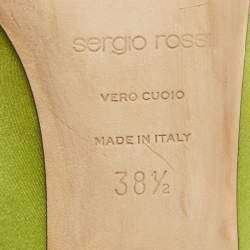 sergio rossi
VERO CUOIO
MADE IN ITALY
38½